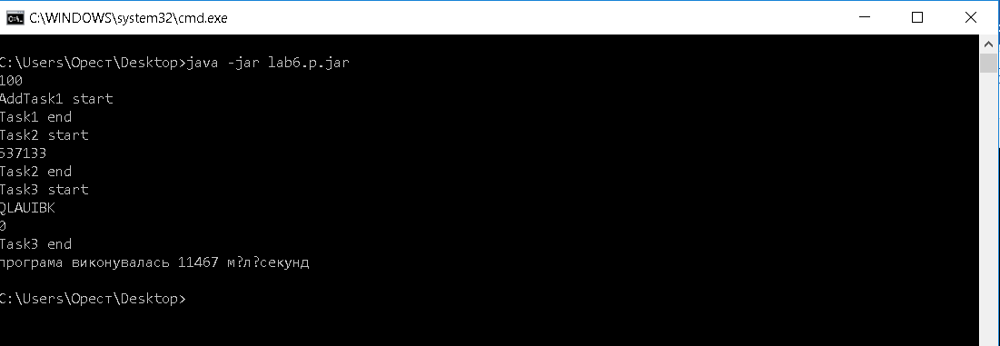 C:\WINDOWS\system32\cmd.exe
C:\Users\Орест\Desktop>java -jar lab6.p.jar
100
AddTask1 start
Task1 end
Task2 start
537133
Task2 end
Task3 start
QLAUIBK
0
Task3 end
програма виконувалась 11467 м?л?секунд
C:\Users\Орест\Desktop>